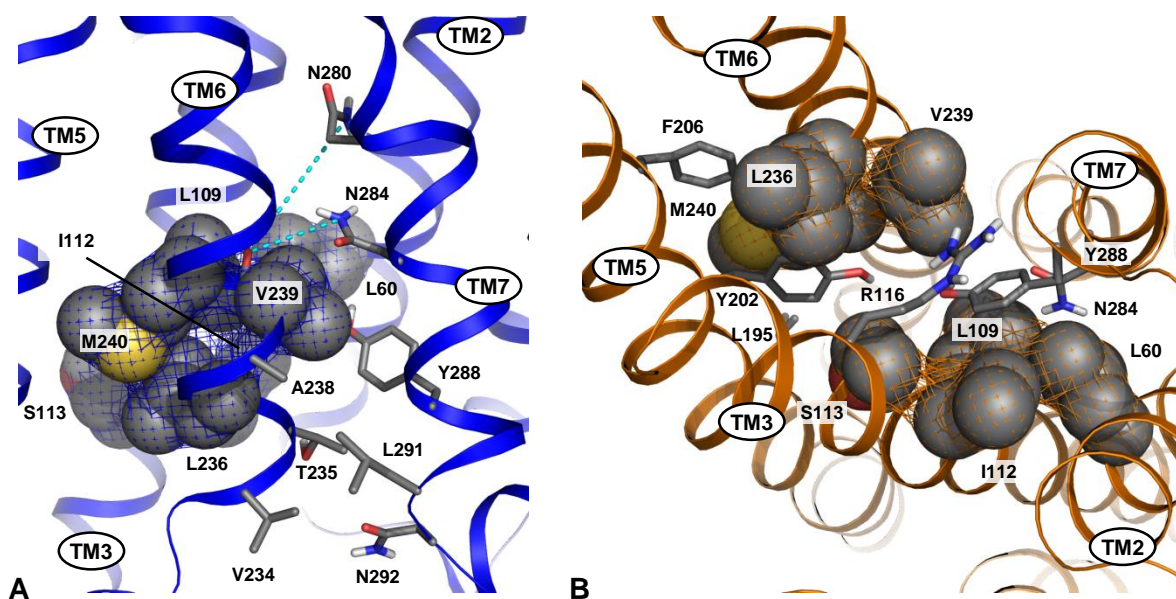 TM2
N280
TM6
TM5
L109
N284
I112
V239
L60
TM7
M240
S113
A238
Y288
L236
T235
L291
TM3
V234
N292
A
TM6
V239
F206
L236
TM7
M240
TM5
Y288
Y202
R116
N284
L195
L109
L60
TM3
S113
I112
TM2
B